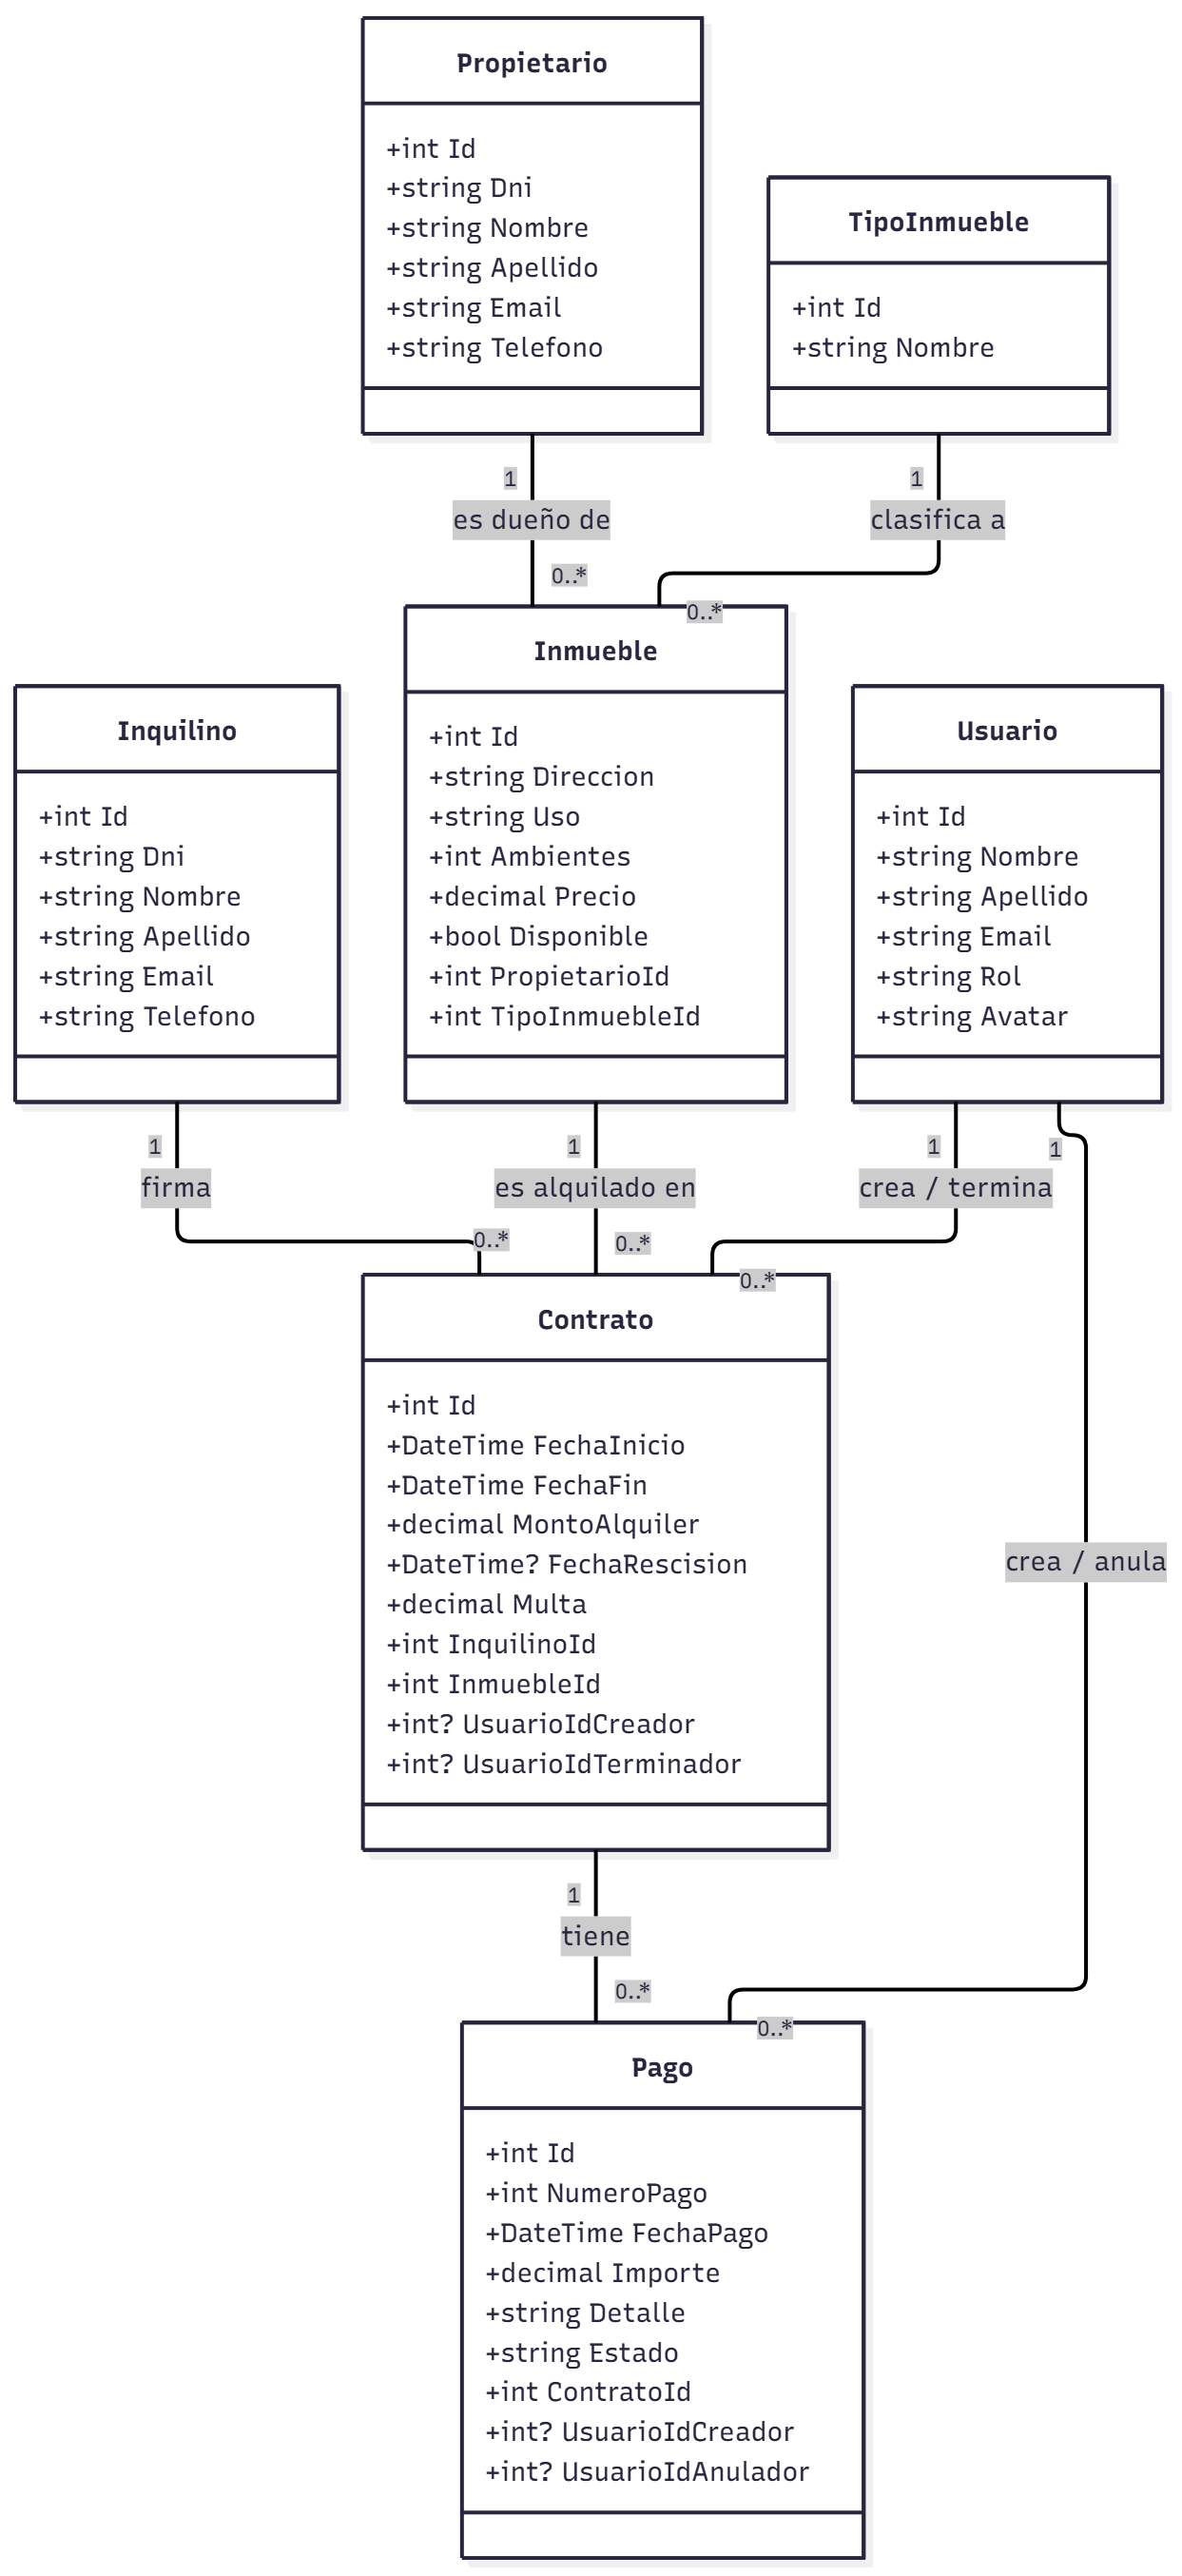 Propietario
+int Id
+string Dni
+string Nombre
+string Apellido
+string Email
+string Telefono
TipoInmueble
+int Id
+string Nombre
1
es dueño de
0..*
1
clasifica a
0..*
Inquilino
+int Id
+string Dni
+string Nombre
+string Apellido
+string Email
+string Telefono
Inmueble
+int Id
+string Direccion
+string Uso
+int Ambientes
+decimal Precio
+bool Disponible
+int PropietarioId
+int TipoInmuebleId
Usuario
+int Id
+string Nombre
+string Apellido
+string Email
+string Rol
+string Avatar
1
firma
0..*
1
es alquilado en
0..*
1
crea / termina
0..*
1
crea / anula
0..*
Contrato
+int Id
+DateTime FechaInicio
+DateTime FechaFin
+decimal MontoAlquiler
+DateTime? FechaRescision
+decimal Multa
+int InquilinoId
+int InmuebleId
+int? UsuarioIdCreador
+int? UsuarioIdTerminador
1
tiene
0..*
Pago
+int Id
+int NumeroPago
+DateTime FechaPago
+decimal Importe
+string Detalle
+string Estado
+int ContratoId
+int? UsuarioIdCreador
+int? UsuarioIdAnulador